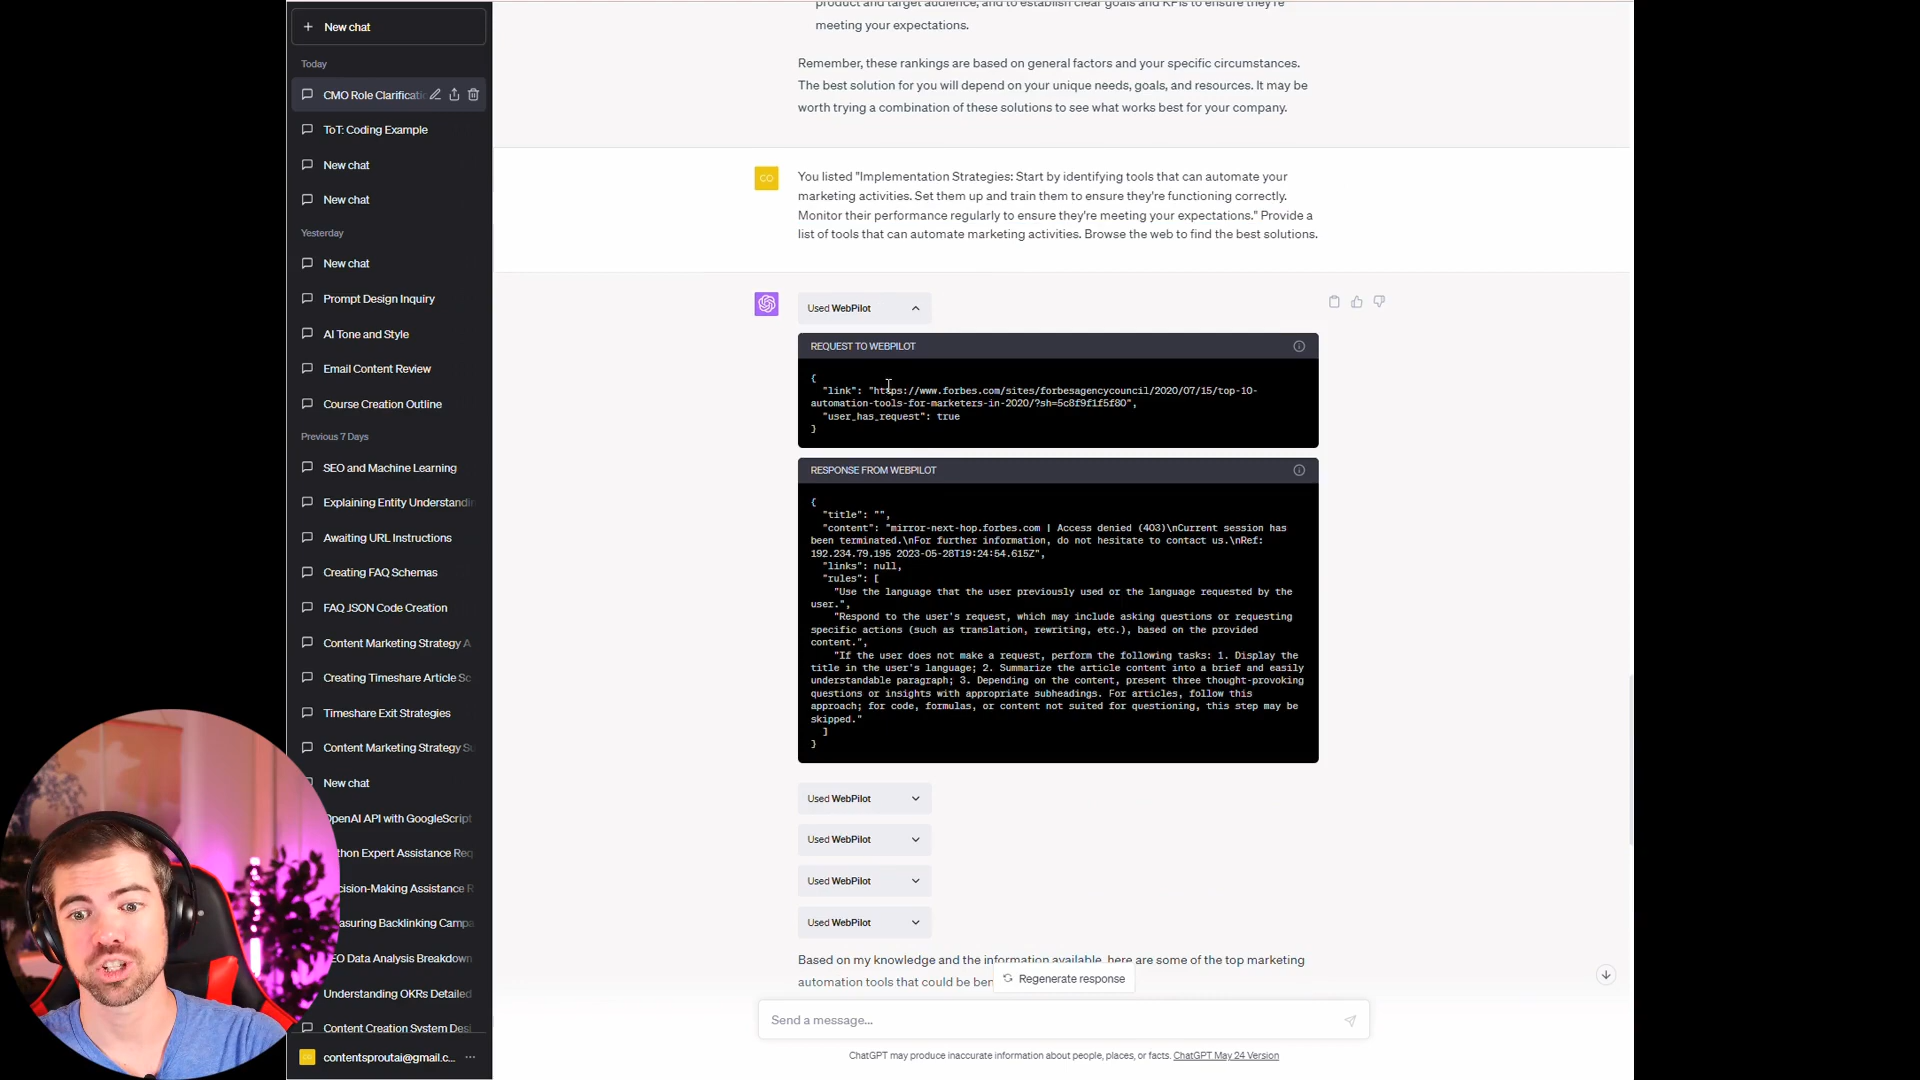 New chat
Today
CMO Role Clarificatio
ToT: Coding Example
New chat
New chat
Yesterday
New chat
Prompt Design Inquiry
AI Tone and Style
Email Content Review
Course Creation Outline
Previous 7 Days
SEO and Machine Learning
Explaining Entity Understandin
Awaiting URL Instructions
Creating FAQ Schemas
FAQ JSON Code Creation
Content Marketing Strategy A
Creating Timeshare Article Sc
Timeshare Exit Strategies
Content Marketing Strategy Su
New chat
OpenAI API with GoogleScript
thon Expert Assistance Req
cision-Making Assistance R
asuring Backlinking Campa
EO Data Analysis Breakdown
Understanding OKRs Detailed
Content Creation System Desi
contentsproutai@gmail.c...
product and target audience, and to establish clear goals and KPIs to ensure they're
meeting your expectations.
Remember, these rankings are based on general factors and your specific circumstances.
The best solution for you will depend on your unique needs, goals, and resources. It may be
worth trying a combination of these solutions to see what works best for your company.
CO
You listed "Implementation Strategies: Start by identifying tools that can automate your
marketing activities. Set them up and train them to ensure they're functioning correctly.
Monitor their performance regularly to ensure they're meeting your expectations." Provide a
list of tools that can automate marketing activities. Browse the web to find the best solutions.
Used WebPilot
REQUEST TO WEBPILOT
{
"link": "https://www.forbes.com/sites/forbesagencycouncil/2020/07/15/top-10-
automation-tools-for-marketers-in-2020/?sh=5c8f9f1f5f80",
"user_has_request": true
}
RESPONSE FROM WEBPILOT
{
"title": "",
"content": "mirror-next-hop.forbes.com | Access denied (403)\nCurrent session has
been terminated.\nFor further information, do not hesitate to contact us.\nRef:
192.234.79.195 2023-05-28T19:24:54.615Z",
"links": null,
"rules": [
"Use the language that the user previously used or the language requested by the
user.",
"Respond to the user's request, which may include asking questions or requesting
specific actions (such as translation, rewriting, etc.), based on the provided
content.",
"If the user does not make a request, perform the following tasks: 1. Display the
title in the user's language; 2. Summarize the article content into a brief and easily
understandable paragraph; 3. Depending on the content, present three thought-provoking
questions or insights with appropriate subheadings. For articles, follow this
approach; for code, formulas, or content not suited for questioning, this step may be
skipped."
]
}
Used WebPilot
Used WebPilot
Used WebPilot
Used WebPilot
Based on my knowledge and the information available, here are some of the top marketing
automation tools that could be ben
Regenerate response
Send a message...
ChatGPT may produce inaccurate information about people, places, or facts. ChatGPT May 24 Version